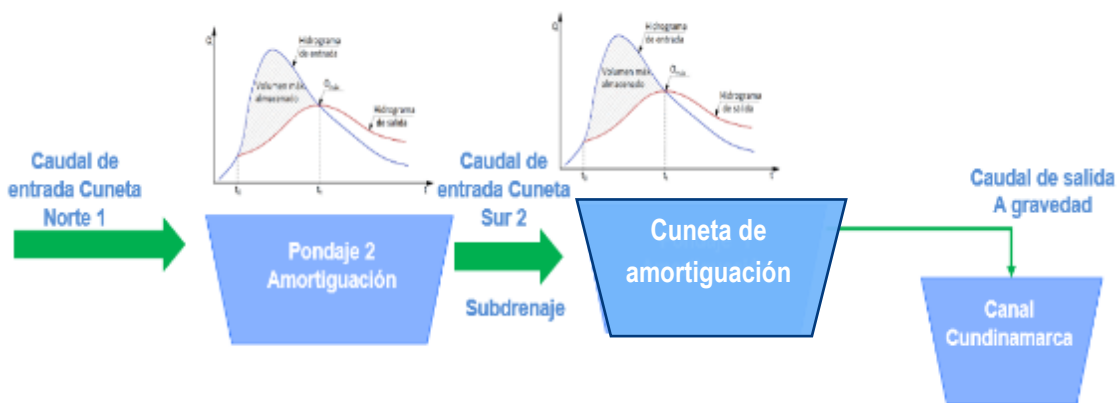 Q
Hidrograma
de entrada
Volumen máx.
almacenado
Qmáx.
Hidrograma
de salida
t₀
T
Q
Hidrograma
de entrada
Volumen máx.
almacenado
Qmáx.
Hidrograma
de salida
t₀
T
Caudal de
entrada Cuneta
Norte 1
Pondaje 2
Amortiguación
Caudal de
entrada Cuneta
Sur 2
Subdrenaje
Cuneta de
amortiguación
Caudal de salida
A gravedad
Canal
Cundinamarca